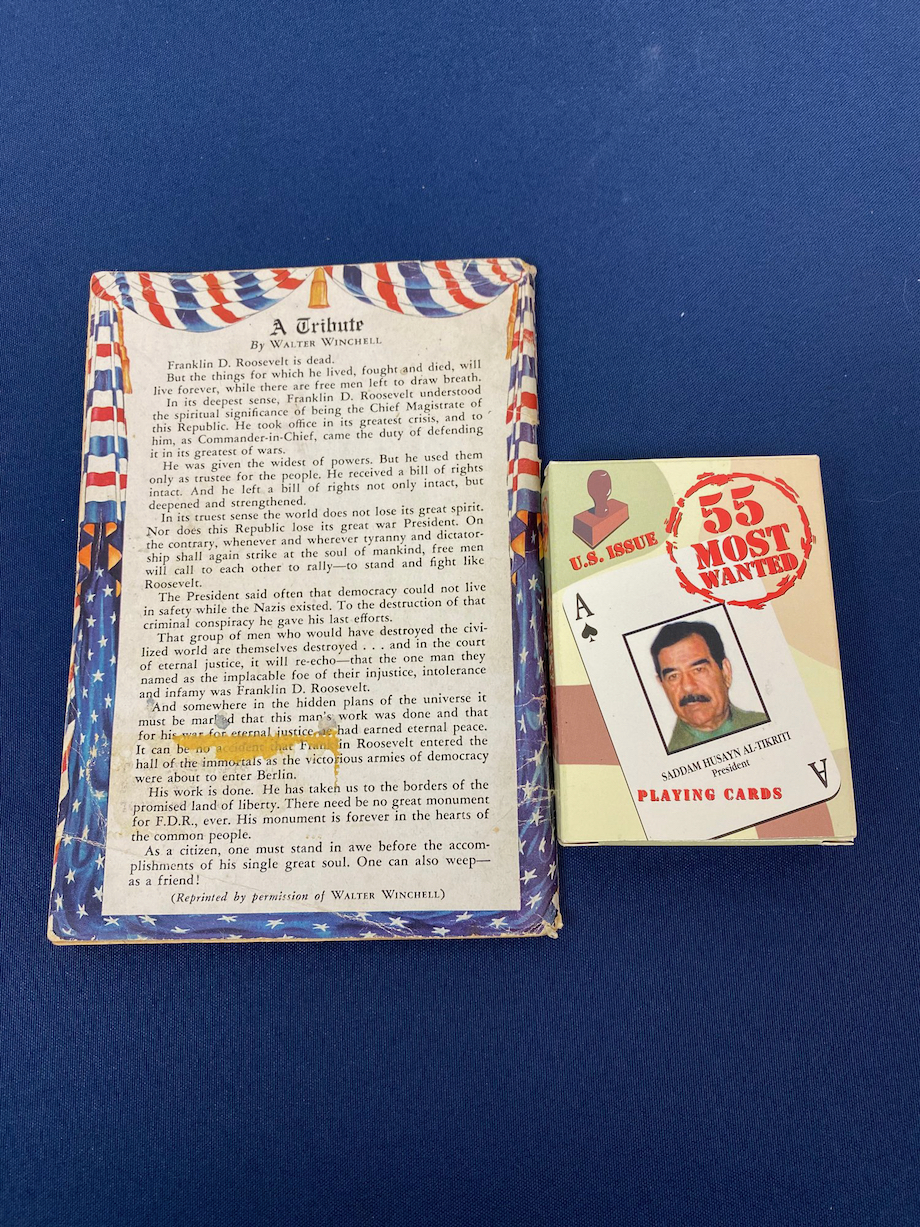 A Tribute
By WALTER WINCHELL
Franklin D. Roosevelt is dead.
But the things for which he lived, fought and died, will
live forever, while there are free men left to draw breath.
In its deepest sense, Franklin D. Roosevelt understood
the spiritual significance of being the Chief Magistrate of
this Republic. He took office in its greatest crisis, and to
him, as Commander-in-Chief, came the duty of defending
it in its greatest of wars.
He was given the widest of powers. But he used them
only as trustee for the people. He received a bill of rights
intact. And he left a bill of rights not only intact, but
deepened and strengthened.
In its truest sense the world does not lose its great spirit.
Nor does this Republic lose its great war President. On
the contrary, whenever and wherever tyranny and dictator-
ship shall again strike at the soul of mankind, free men
will call to each other to rally—to stand and fight like
Roosevelt.
The President said often that democracy could not live
in safety while the Nazis existed. To the destruction of that
criminal conspiracy he gave his last efforts.
That group of men who would have destroyed the civi-
lized world are themselves destroyed . . . and in the court
of eternal justice, it will re-echo—that the one man they
named as the implacable foe of their injustice, intolerance
and infamy was Franklin D. Roosevelt.
And somewhere in the hidden plans of the universe it
must be marked that this man's work was done and that
for his war for eternal justice had earned eternal peace.
It can be no accident that Franklin Roosevelt entered the
hall of the immortals as the victorious armies of democracy
were about to enter Berlin.
His work is done. He has taken us to the borders of the
promised land of liberty. There need be no great monument
for F.D.R., ever. His monument is forever in the hearts of
the common people.
As a citizen, one must stand in awe before the accom-
plishments of his single great soul. One can also weep—
as a friend!
(Reprinted by permission of WALTER WINCHELL)
U.S. ISSUE
55
MOST
WANTED
A
SADDAM HUSAYN AL-TIKRITI
President
A
PLAYING CARDS